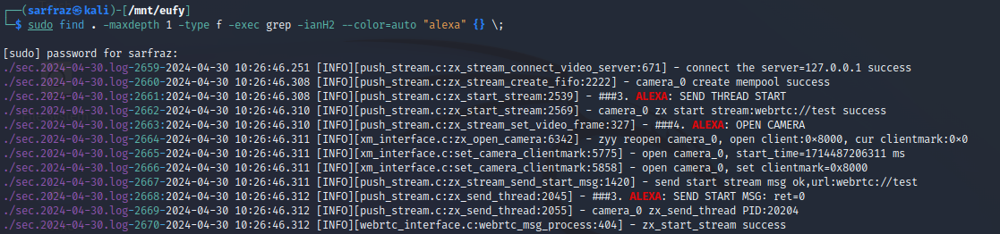 ┌──(sarfraz㉿kali)-[/mnt/eufy]
└─$ sudo find . -maxdepth 1 -type f -exec grep -ianH2 --color=auto "alexa" {} \;
[sudo] password for sarfraz:
./sec.2024-04-30.log-2659-2024-04-30 10:26:46.251 [INFO][push_stream.c:zx_stream_connect_video_server:671] - connect the server=127.0.0.1 success
./sec.2024-04-30.log-2660-2024-04-30 10:26:46.308 [INFO][push_stream.c:zx_stream_create_fifo:2222] - camera_0 create mempool success
./sec.2024-04-30.log:2661:2024-04-30 10:26:46.308 [INFO][push_stream.c:zx_start_stream:2539] - ###3. ALEXA: SEND THREAD START
./sec.2024-04-30.log-2662-2024-04-30 10:26:46.310 [INFO][push_stream.c:zx_start_stream:2569] - camera_0 zx start stream:webrtc://test success
./sec.2024-04-30.log:2663:2024-04-30 10:26:46.310 [INFO][push_stream.c:zx_stream_set_video_frame:327] - ###4. ALEXA: OPEN CAMERA
./sec.2024-04-30.log-2664-2024-04-30 10:26:46.311 [INFO][xm_interface.c:zx_open_camera:6342] - zyy reopen camera_0, open client:0×8000, cur clientmark:0×0
./sec.2024-04-30.log-2665-2024-04-30 10:26:46.311 [INFO][xm_interface.c:set_camera_clientmark:5775] - open camera_0, start_time=1714487206311 ms
./sec.2024-04-30.log-2666-2024-04-30 10:26:46.311 [INFO][xm_interface.c:set_camera_clientmark:5858] - open camera_0, set clientmark=0x8000
./sec.2024-04-30.log-2667-2024-04-30 10:26:46.311 [INFO][push_stream.c:zx_stream_send_start_msg:1420] - send start stream msg ok,url:webrtc://test
./sec.2024-04-30.log:2668:2024-04-30 10:26:46.312 [INFO][push_stream.c:zx_send_thread:2045] - ###3. ALEXA: SEND START MSG: ret=0
./sec.2024-04-30.log-2669-2024-04-30 10:26:46.312 [INFO][push_stream.c:zx_send_thread:2055] - camera_0 zx_send_thread PID:20204
./sec.2024-04-30.log-2670-2024-04-30 10:26:46.312 [INFO][webrtc_interface.c:webrtc_msg_process:404] - zx_start_stream success